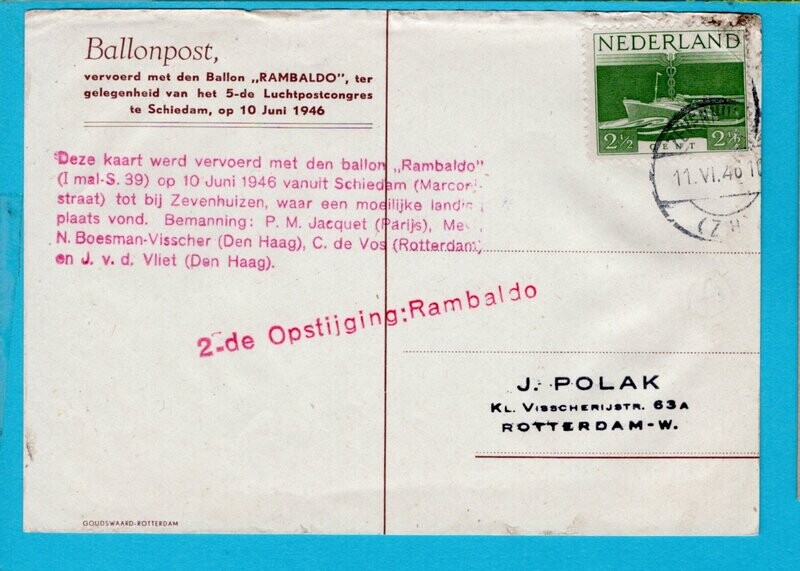 Ballonpost,
vervoerd met den Ballon „RAMBALDO”, ter
gelegenheid van het 5-de Luchtpostcongres
te Schiedam, op 10 Juni 1946
Deze kaart werd vervoerd met den ballon „Rambaldo”
(I mal-S. 39) op 10 Juni 1946 vanuit Schiedam (Marconi
straat) tot bij Zevenhuizen, waar een moeilijke landin
plaats vond. Bemanning: P. M. Jacquet (Parijs), Me
N. Boesman-Visscher (Den Haag), C. de Vos (Rotterdam)
en J. v. d. Vliet (Den Haag).
2-de Opstijging:Rambaldo
NEDERLAND
2½ CENT 2½
11.VI.46 10
(Z.H
J. POLAK
KL. VISSCHERIJSTR. 63A
ROTTERDAM-W.
GOUDSWAARD-ROTTERDAM